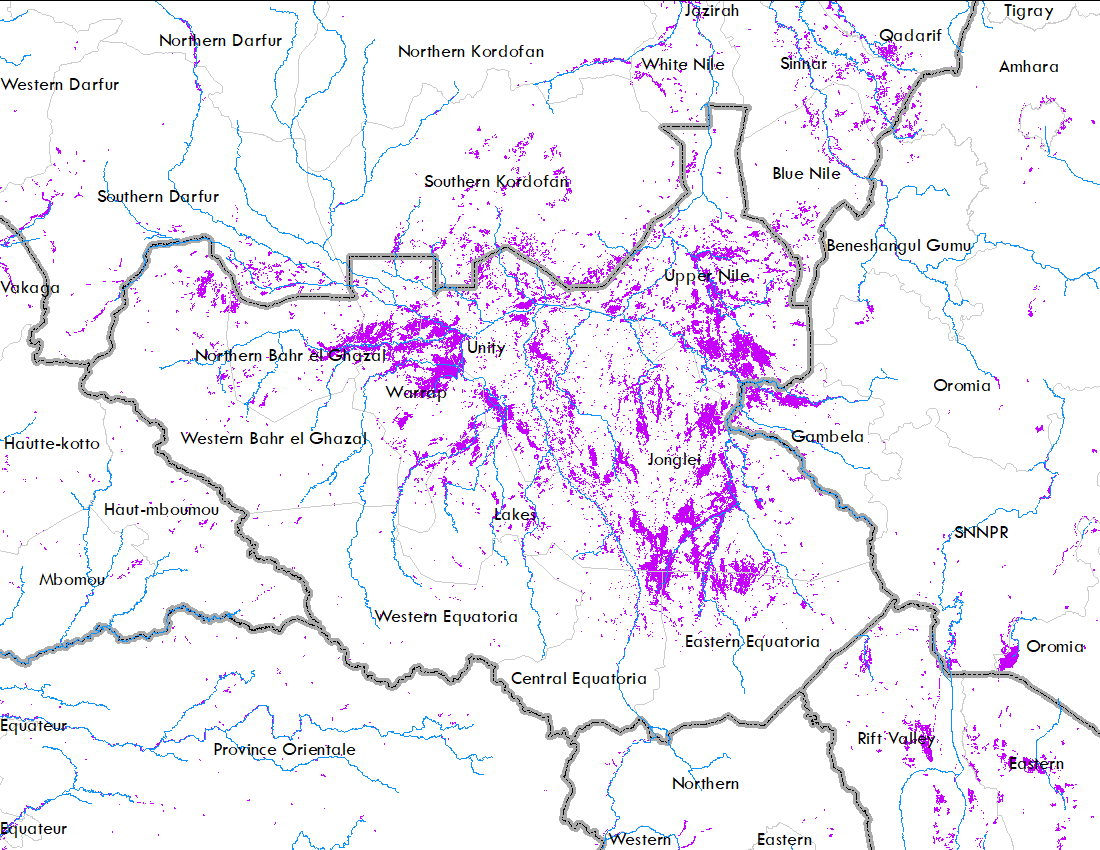 Jazirah
Tigray
Northern Darfur
Qadarif
Northern Kordofan
White Nile
Sinnar
Amhara
Western Darfur
Blue Nile
Southern Kordofan
Southern Darfur
Beneshangul Gumu
Upper Nile
Vakaga
Unity
Northern Bahr el Ghazal
Oromia
Warrap
Gambela
Western Bahr el Ghazal
Haute-kotto
Jonglei
Haut-mboumou
Lakes
SNNPR
Mbomou
Western Equatoria
Eastern Equatoria
Oromia
Central Equatoria
Equateur
Rift Valley
Province Orientale
Eastern
Northern
Equateur
Western
Eastern